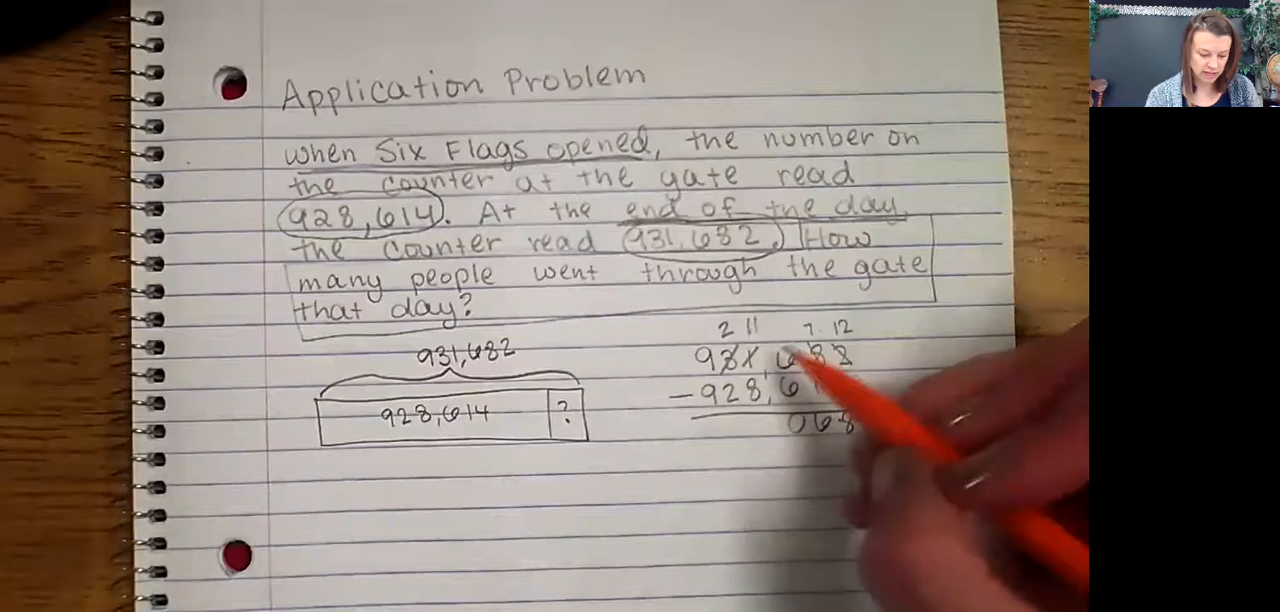 Application Problem
When Six Flags opened, the number on
the counter at the gate read
928,614. At the end of the day
the counter read 931,682. How
many people went through the gate
that day?
931,682
928,614 ?
2 11 7 12
931,682
- 928,6
068